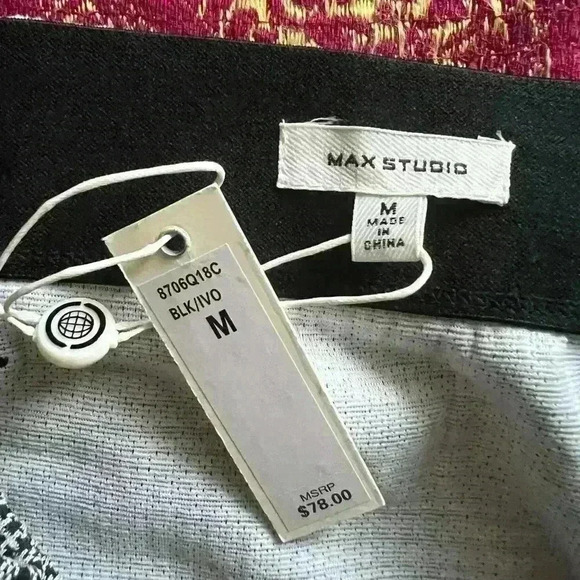 MAX STUDIO
M
MADE
IN
CHINA
8706Q18C
BLK/IVO
M
MSRP
$78.00